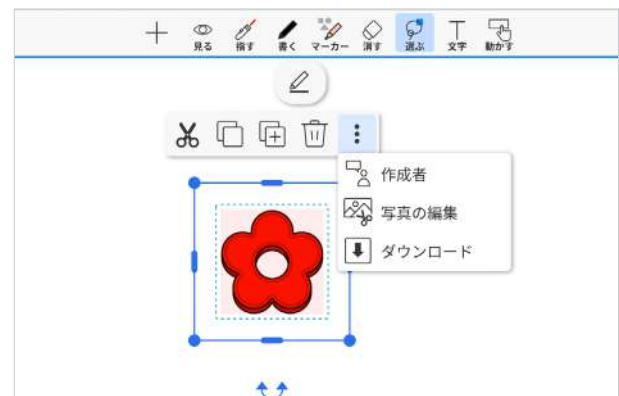 見る 指す 書く マーカー 消す 選ぶ 文字 動かす
作成者
写真の編集
ダウンロード